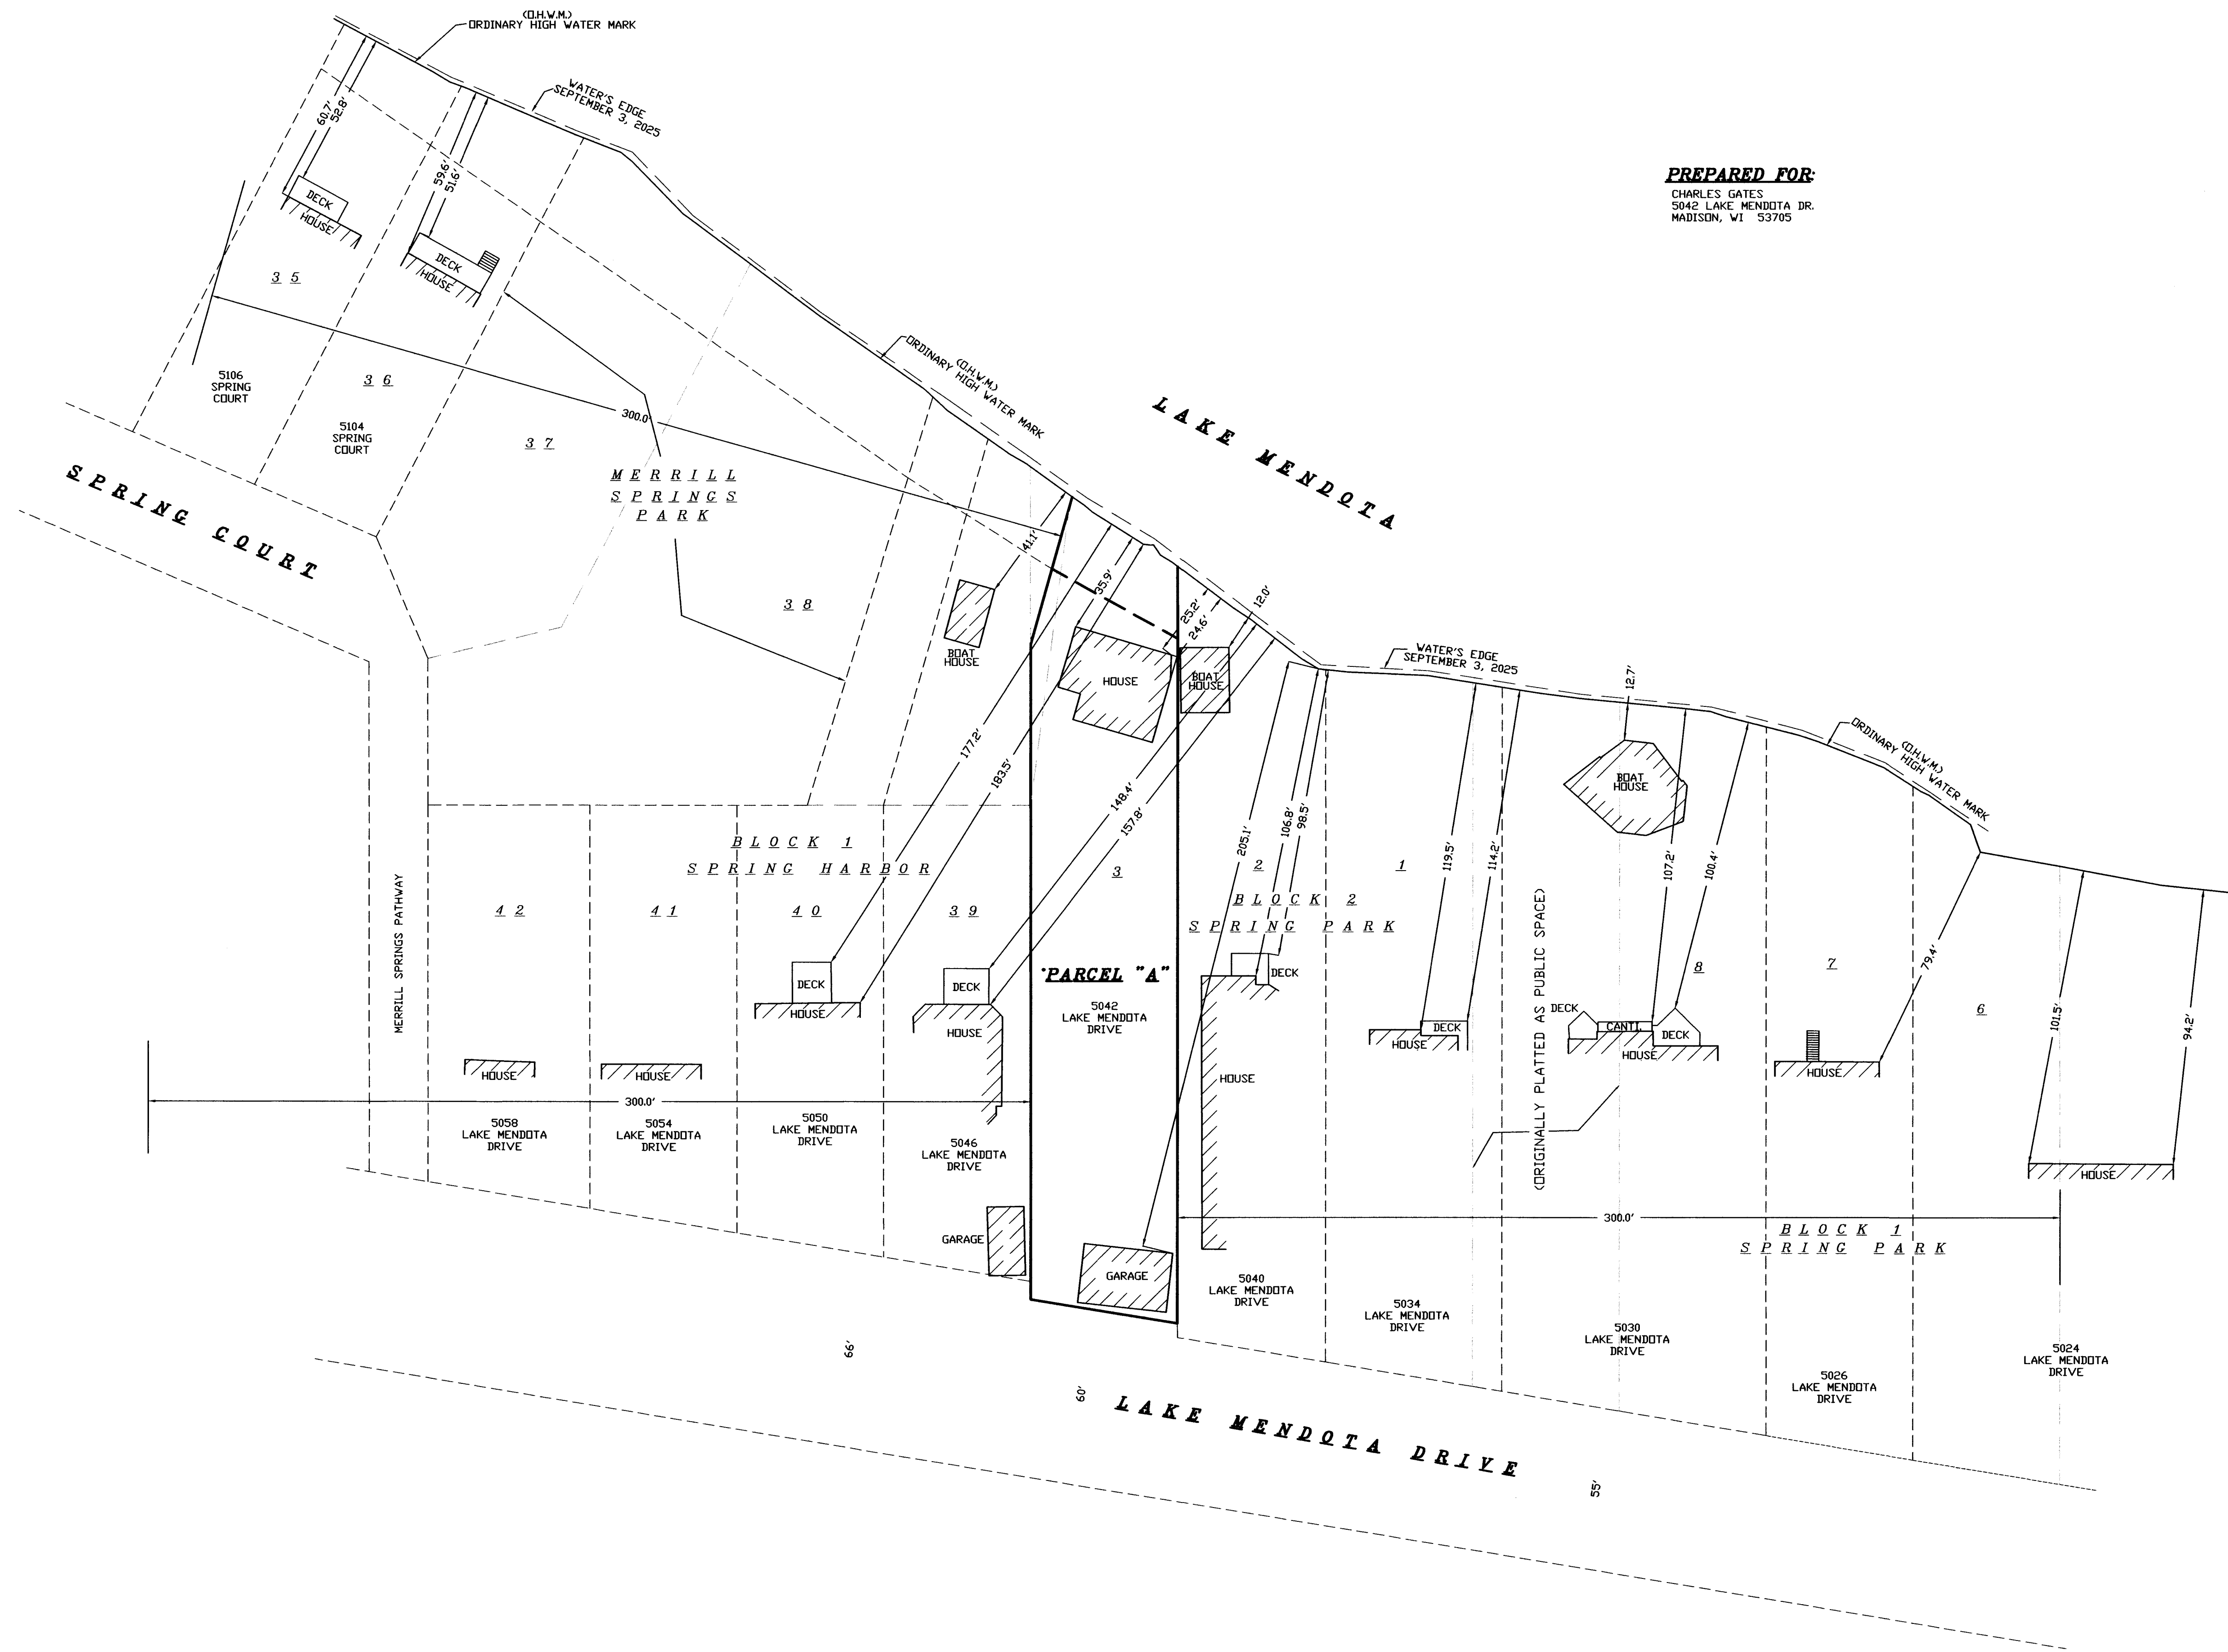 (O.H.W.M.)
ORDINARY HIGH WATER MARK
WATER'S EDGE
SEPTEMBER 3, 2025
60.7'
52.8'
59.6'
51.6'
DECK
HOUSE
DECK
HOUSE
PREPARED FOR:
CHARLES GATES
5042 LAKE MENDOTA DR.
MADISON, WI 53705
35
36
37
5106
SPRING
COURT
5104
SPRING
COURT
300.0'
(O.H.W.M.)
ORDINARY HIGH WATER MARK
LAKE MENDOTA
SPRING COURT
MERRILL
SPRINGS
PARK
38
41.1'
BOAT
HOUSE
35.9'
HOUSE
25.2'
24.6'
12.0'
BOAT
HOUSE
WATER'S EDGE
SEPTEMBER 3, 2025
12.7'
BOAT
HOUSE
(O.H.W.M.)
ORDINARY HIGH WATER MARK
177.2'
183.5'
148.4'
157.8'
205.1'
106.8'
98.5'
119.5'
114.2'
107.2'
100.4'
79.4'
101.5'
94.2'
BLOCK 1
SPRING HARBOR
3
2
1
BLOCK 2
SPRING PARK
42
41
40
39
8
7
6
MERRILL SPRINGS PATHWAY
(ORIGINALLY PLATTED AS PUBLIC SPACE)
PARCEL "A"
5042
LAKE MENDOTA
DRIVE
DECK
HOUSE
DECK
HOUSE
DECK
HOUSE
DECK
HOUSE
DECK
CANTI.
DECK
HOUSE
HOUSE
HOUSE
HOUSE
HOUSE
300.0'
5058
LAKE MENDOTA
DRIVE
5054
LAKE MENDOTA
DRIVE
5050
LAKE MENDOTA
DRIVE
5046
LAKE MENDOTA
DRIVE
GARAGE
GARAGE
300.0'
BLOCK 1
SPRING PARK
5040
LAKE MENDOTA
DRIVE
5034
LAKE MENDOTA
DRIVE
5030
LAKE MENDOTA
DRIVE
5026
LAKE MENDOTA
DRIVE
5024
LAKE MENDOTA
DRIVE
66'
60'
55'
LAKE MENDOTA DRIVE